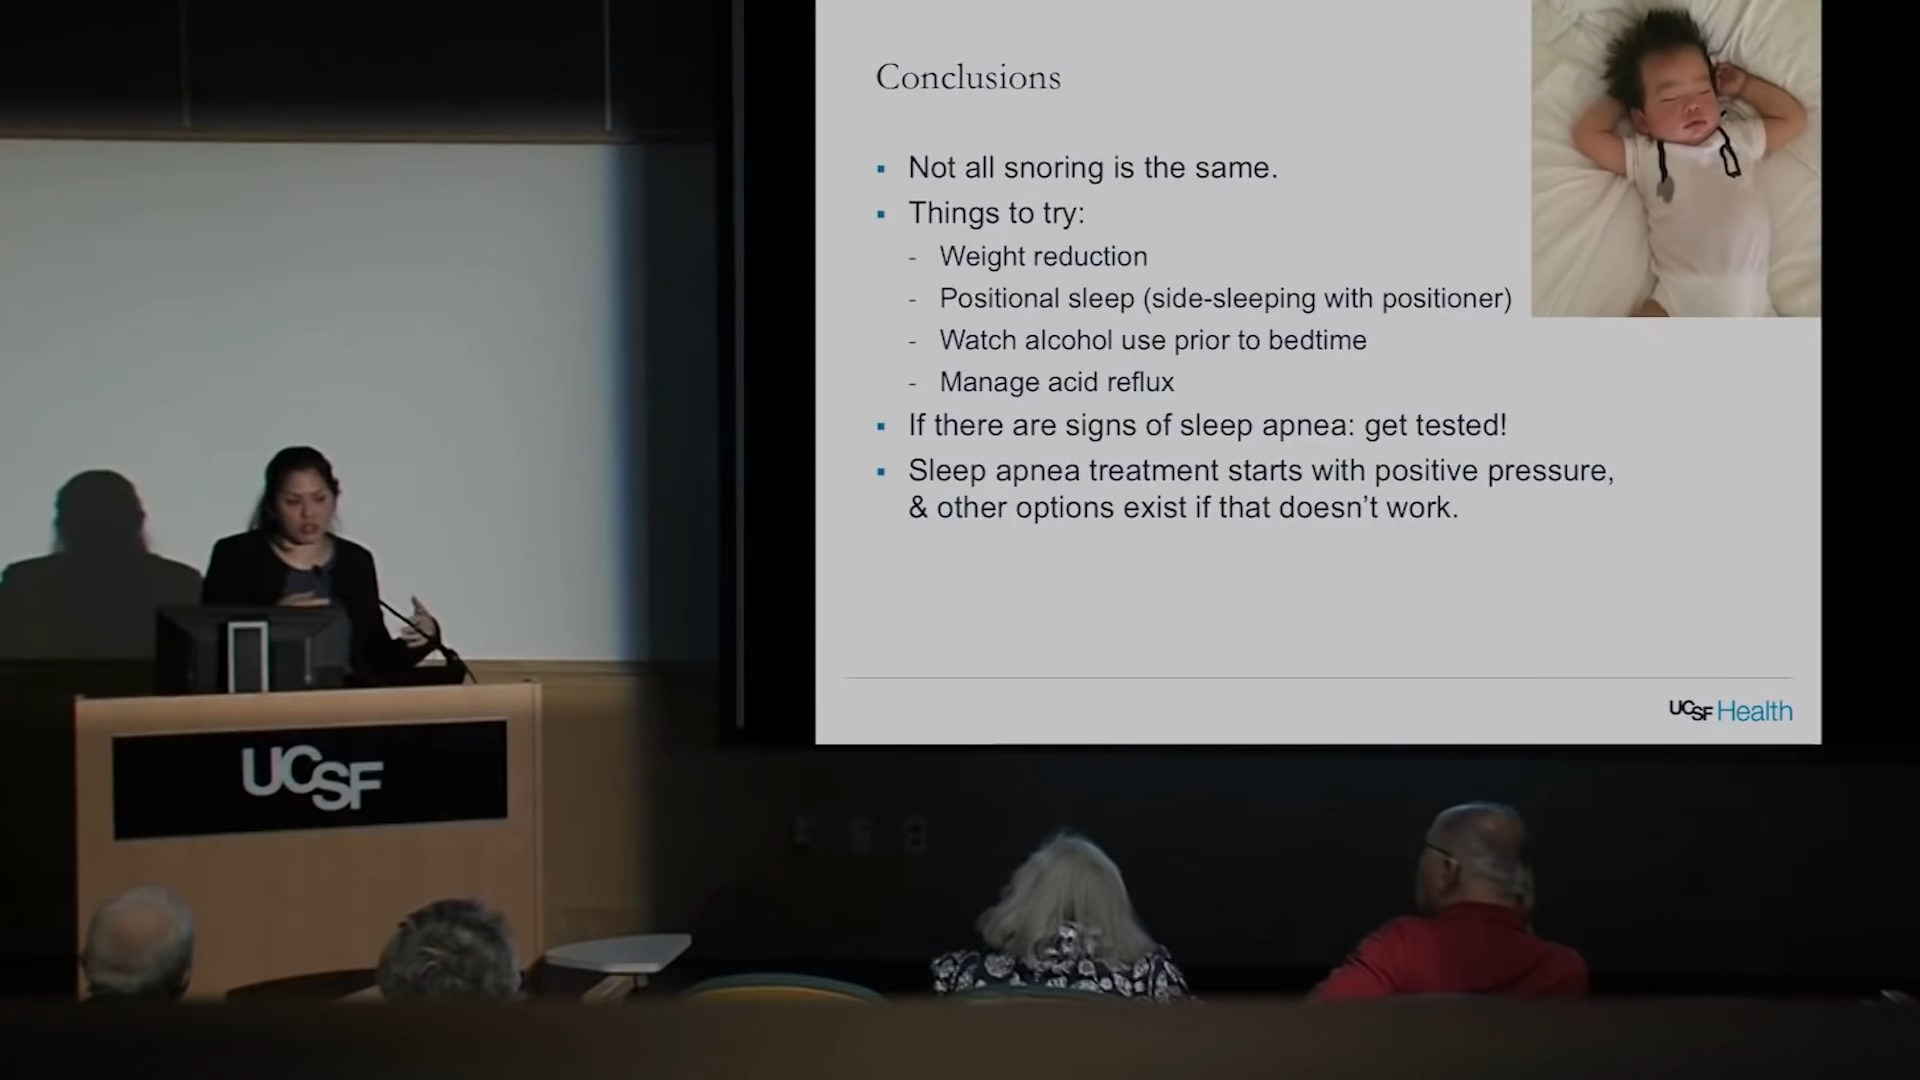 Conclusions
▪ Not all snoring is the same.
▪ Things to try:
- Weight reduction
- Positional sleep (side-sleeping with positioner)
- Watch alcohol use prior to bedtime
- Manage acid reflux
▪ If there are signs of sleep apnea: get tested!
▪ Sleep apnea treatment starts with positive pressure,
& other options exist if that doesn't work.
UCSF Health
UCSF